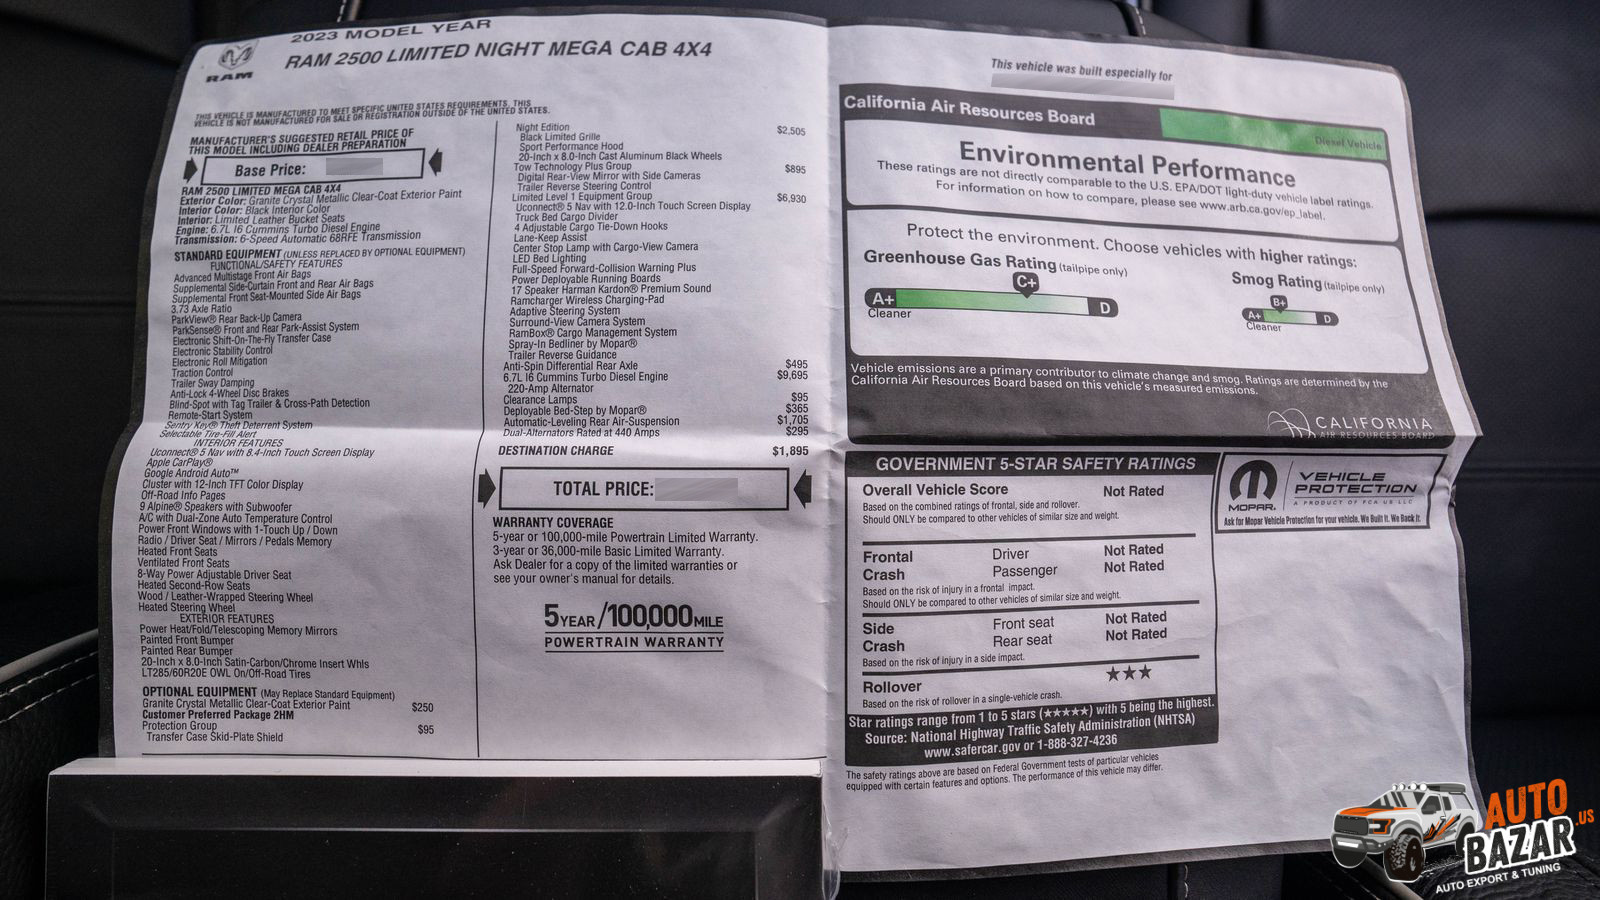 2023 MODEL YEAR
RAM 2500 LIMITED NIGHT MEGA CAB 4X4
RAM
THIS VEHICLE IS MANUFACTURED TO MEET SPECIFIC UNITED STATES REQUIREMENTS. THIS
VEHICLE IS NOT MANUFACTURED FOR SALE OR REGISTRATION OUTSIDE OF THE UNITED STATES.
MANUFACTURER'S SUGGESTED RETAIL PRICE OF
THIS MODEL INCLUDING DEALER PREPARATION
Base Price:
RAM 2500 LIMITED MEGA CAB 4X4
Exterior Color: Granite Crystal Metallic Clear-Coat Exterior Paint
Interior Color: Black Interior Color
Interior: Limited Leather Bucket Seats
Engine: 6.7L I6 Cummins Turbo Diesel Engine
Transmission: 6-Speed Automatic 68RFE Transmission
STANDARD EQUIPMENT (UNLESS REPLACED BY OPTIONAL EQUIPMENT)
FUNCTIONAL/SAFETY FEATURES
Advanced Multistage Front Air Bags
Supplemental Side-Curtain Front and Rear Air Bags
Supplemental Front Seat-Mounted Side Air Bags
3.73 Axle Ratio
ParkView® Rear Back-Up Camera
ParkSense® Front and Rear Park-Assist System
Electronic Shift-On-The-Fly Transfer Case
Electronic Stability Control
Electronic Roll Mitigation
Traction Control
Trailer Sway Damping
Anti-Lock 4-Wheel Disc Brakes
Blind-Spot with Tag Trailer & Cross-Path Detection
Remote-Start System
Sentry Key® Theft Deterrent System
Selectable Tire-Fill Alert
INTERIOR FEATURES
Uconnect® 5 Nav with 8.4-Inch Touch Screen Display
Apple CarPlay®
Google Android Auto™
Cluster with 12-Inch TFT Color Display
Off-Road Info Pages
9 Alpine® Speakers with Subwoofer
A/C with Dual-Zone Auto Temperature Control
Power Front Windows with 1-Touch Up / Down
Radio / Driver Seat / Mirrors / Pedals Memory
Heated Front Seats
Ventilated Front Seats
8-Way Power Adjustable Driver Seat
Heated Second-Row Seats
Wood / Leather-Wrapped Steering Wheel
Heated Steering Wheel
EXTERIOR FEATURES
Power Heat/Fold/Telescoping Memory Mirrors
Painted Front Bumper
Painted Rear Bumper
20-Inch x 8.0-Inch Satin-Carbon/Chrome Insert Whls
LT285/60R20E OWL On/Off-Road Tires
OPTIONAL EQUIPMENT (May Replace Standard Equipment)
Granite Crystal Metallic Clear-Coat Exterior Paint $250
Customer Preferred Package 2HM
Protection Group $95
Transfer Case Skid-Plate Shield
Night Edition $2,505
Black Limited Grille
Sport Performance Hood
20-Inch x 8.0-Inch Cast Aluminum Black Wheels
Tow Technology Plus Group $895
Digital Rear-View Mirror with Side Cameras
Trailer Reverse Steering Control
Limited Level 1 Equipment Group $6,930
Uconnect® 5 Nav with 12.0-Inch Touch Screen Display
Truck Bed Cargo Divider
4 Adjustable Cargo Tie-Down Hooks
Lane-Keep Assist
Center Stop Lamp with Cargo-View Camera
LED Bed Lighting
Full-Speed Forward-Collision Warning Plus
Power Deployable Running Boards
17 Speaker Harman Kardon® Premium Sound
Ramcharger Wireless Charging-Pad
Adaptive Steering System
Surround-View Camera System
RamBox® Cargo Management System
Spray-In Bedliner by Mopar®
Trailer Reverse Guidance
Anti-Spin Differential Rear Axle $495
6.7L I6 Cummins Turbo Diesel Engine $9,695
220-Amp Alternator
Clearance Lamps $95
Deployable Bed-Step by Mopar® $365
Automatic-Leveling Rear Air-Suspension $1,705
Dual-Alternators Rated at 440 Amps $295
DESTINATION CHARGE $1,895
TOTAL PRICE:
WARRANTY COVERAGE
5-year or 100,000-mile Powertrain Limited Warranty.
3-year or 36,000-mile Basic Limited Warranty.
Ask Dealer for a copy of the limited warranties or
see your owner's manual for details.
5 YEAR/100,000 MILE
POWERTRAIN WARRANTY
This vehicle was built especially for
California Air Resources Board
Diesel Vehicle
Environmental Performance
These ratings are not directly comparable to the U.S. EPA/DOT light-duty vehicle label ratings.
For information on how to compare, please see www.arb.ca.gov/ep_label.
Protect the environment. Choose vehicles with higher ratings:
Greenhouse Gas Rating (tailpipe only)
C+
A+ D
Cleaner
Smog Rating (tailpipe only)
B+
A+ D
Cleaner
Vehicle emissions are a primary contributor to climate change and smog. Ratings are determined by the
California Air Resources Board based on this vehicle's measured emissions.
CALIFORNIA
AIR RESOURCES BOARD
GOVERNMENT 5-STAR SAFETY RATINGS
Overall Vehicle Score Not Rated
Based on the combined ratings of frontal, side and rollover.
Should ONLY be compared to other vehicles of similar size and weight.
Frontal Driver Not Rated
Crash Passenger Not Rated
Based on the risk of injury in a frontal impact.
Should ONLY be compared to other vehicles of similar size and weight.
Side Front seat Not Rated
Crash Rear seat Not Rated
Based on the risk of injury in a side impact.
Rollover ★★★
Based on the risk of rollover in a single-vehicle crash.
Star ratings range from 1 to 5 stars (★★★★★) with 5 being the highest.
Source: National Highway Traffic Safety Administration (NHTSA)
www.safercar.gov or 1-888-327-4236
The safety ratings above are based on Federal Government tests of particular vehicles
equipped with certain features and options. The performance of this vehicle may differ.
MOPAR.
VEHICLE
PROTECTION
A PRODUCT OF FCA US LLC
Ask for Mopar Vehicle Protection for your vehicle. We Built It. We Back It.
AUTO
BAZAR.US
AUTO EXPORT & TUNING